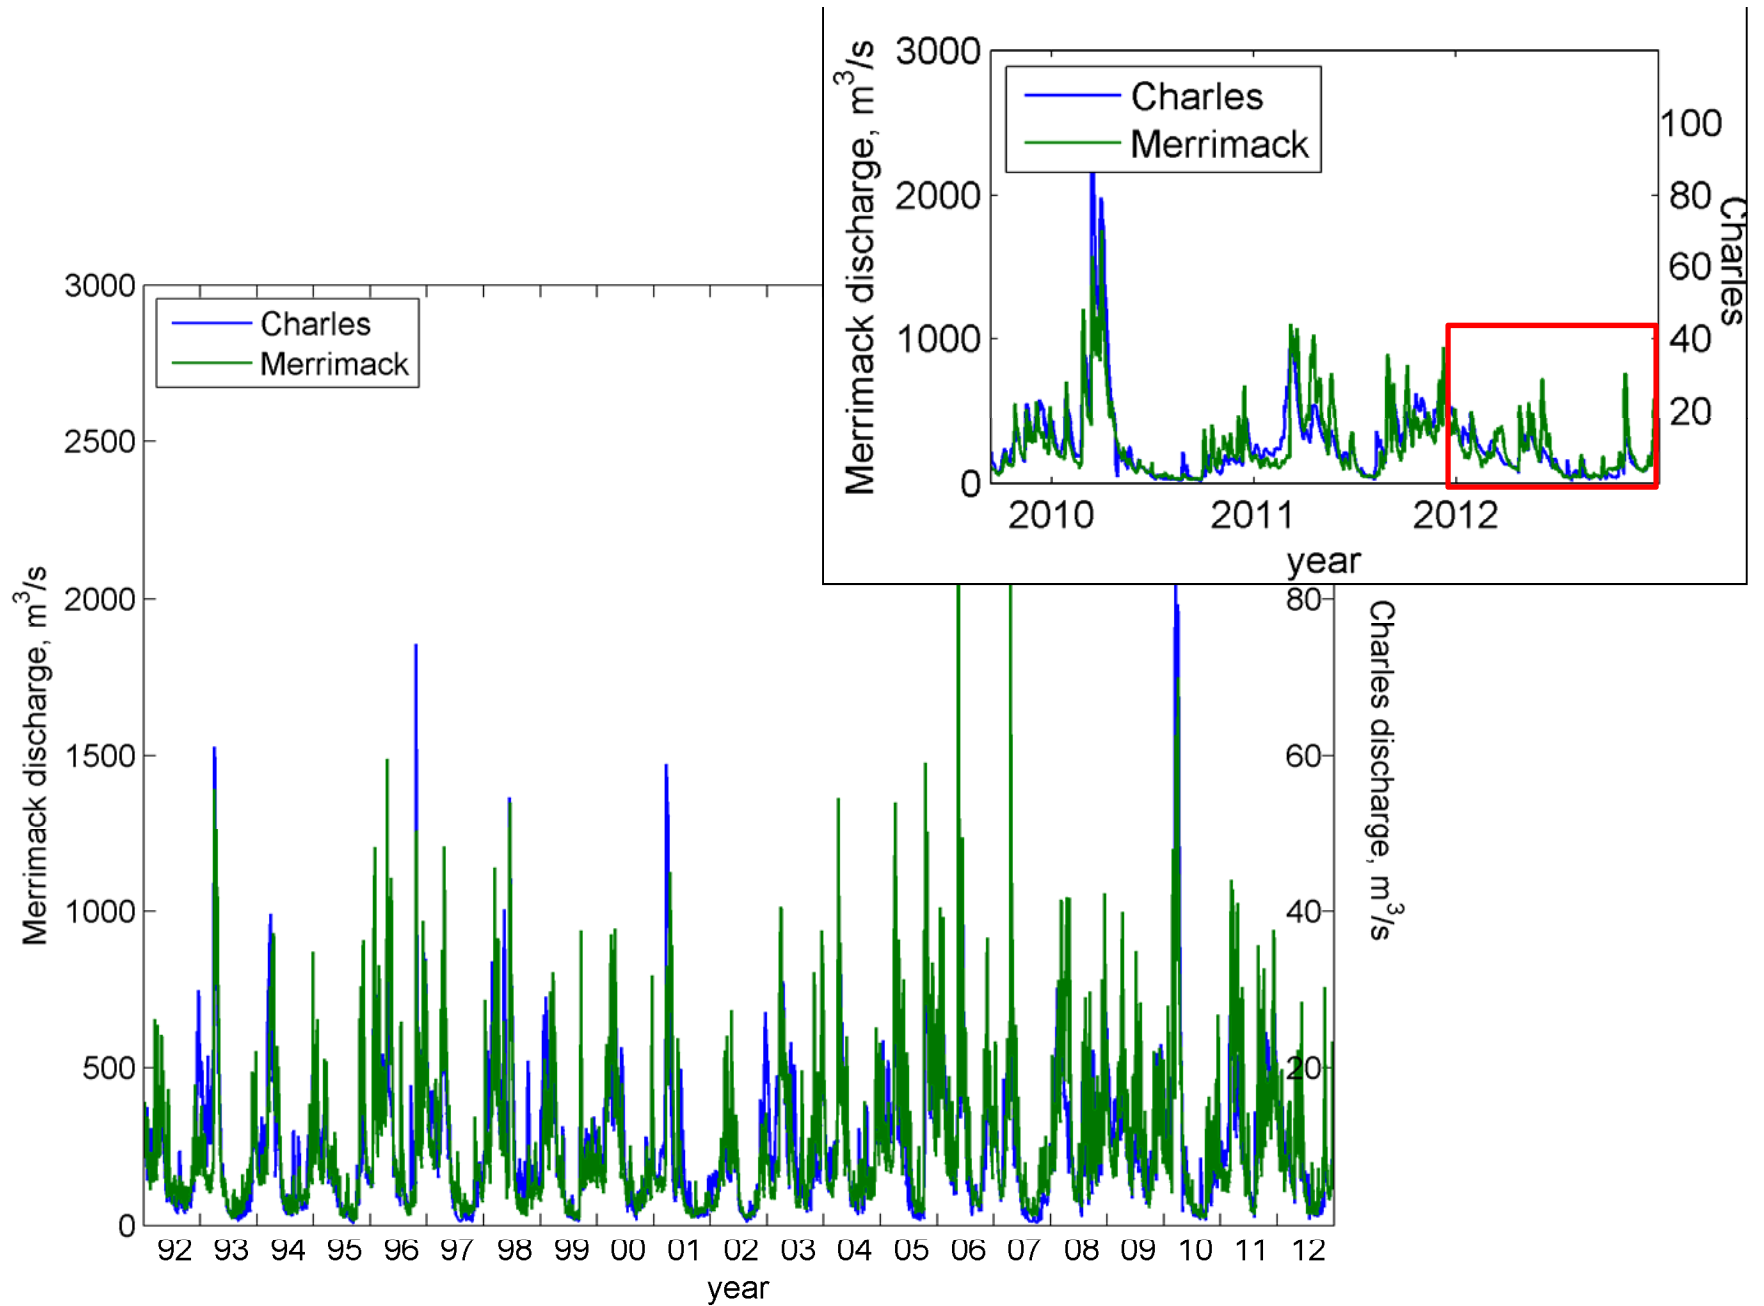 3000
2000
1000
0
Merrimack discharge, m³/s
Charles
Merrimack
100
80
60
40
20
Charles
2010 2011 2012
year
3000
2500
2000
1500
1000
500
0
Merrimack discharge, m³/s
Charles
Merrimack
80
60
40
20
Charles discharge, m³/s
92 93 94 95 96 97 98 99 00 01 02 03 04 05 06 07 08 09 10 11 12
year